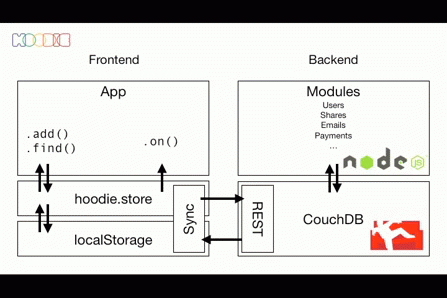 HOODIE
Frontend
Backend
App
Modules
Users
Shares
Emails
Payments
...
.add()
.find()
.on()
node
JS
hoodie.store
localStorage
Sync
REST
CouchDB